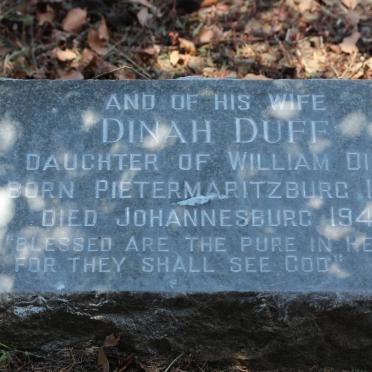 AND OF HIS WIFE
DINAH DUFF
DAUGHTER OF WILLIAM
BORN PIETERMARITZBURG
DIED JOHANNESBURG
"BLESSED ARE THE PURE IN
FOR THEY SHALL SEE GOD"